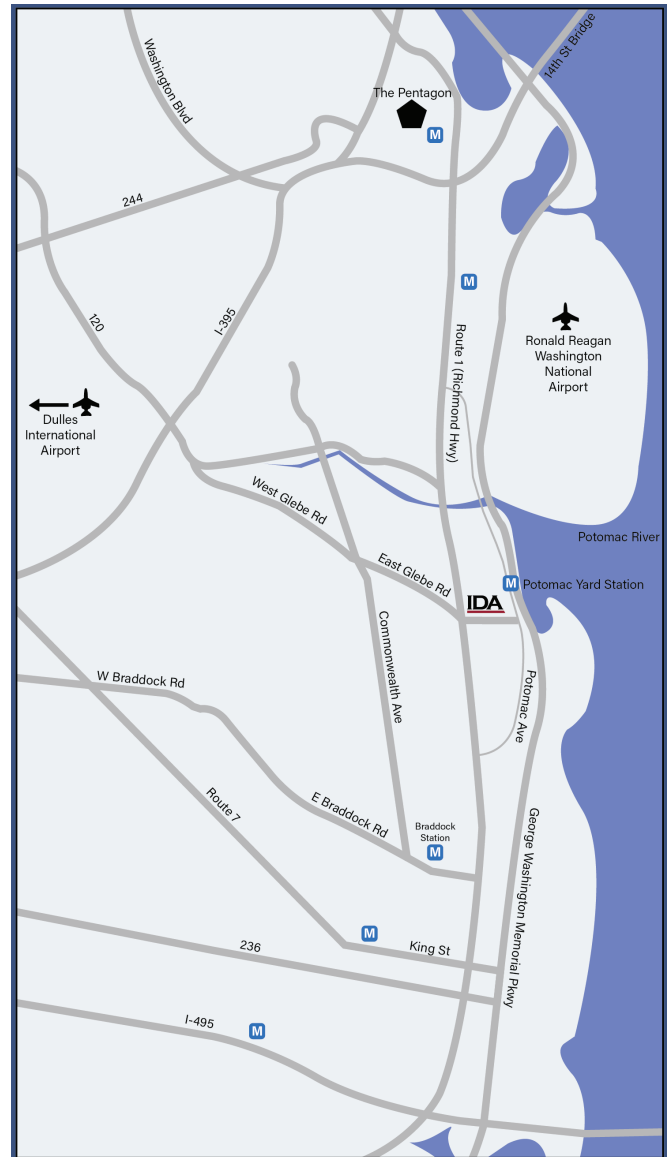 14th St Bridge
Washington Blvd
The Pentagon
M
244
M
120
I-395
Route 1 (Richmond Hwy)
Ronald Reagan
Washington
National
Airport
Dulles
International
Airport
West Glebe Rd
Potomac River
East Glebe Rd
M
Potomac Yard Station
IDA
Commonwealth Ave
W Braddock Rd
Potomac Ave
Route 7
E Braddock Rd
Braddock
Station
M
George Washington Memorial Pkwy
M
King St
236
I-495
M